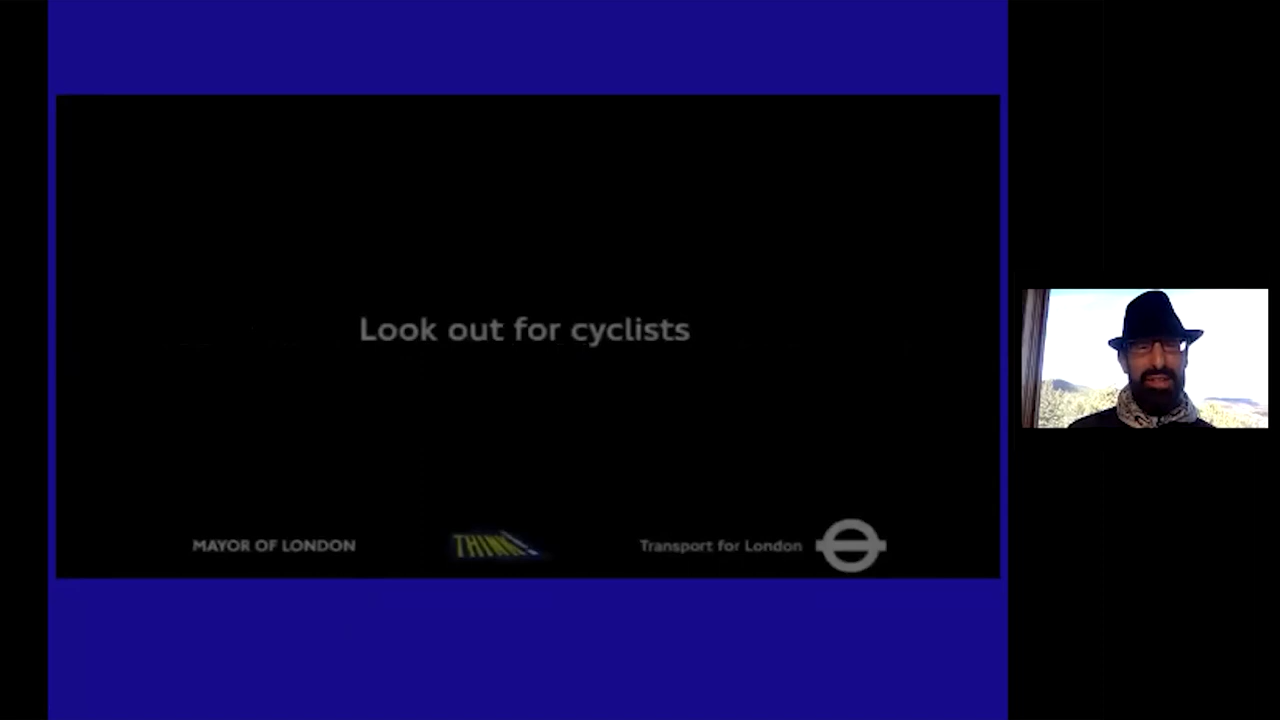 Look out for cyclists
MAYOR OF LONDON
THINK!
Transport for London